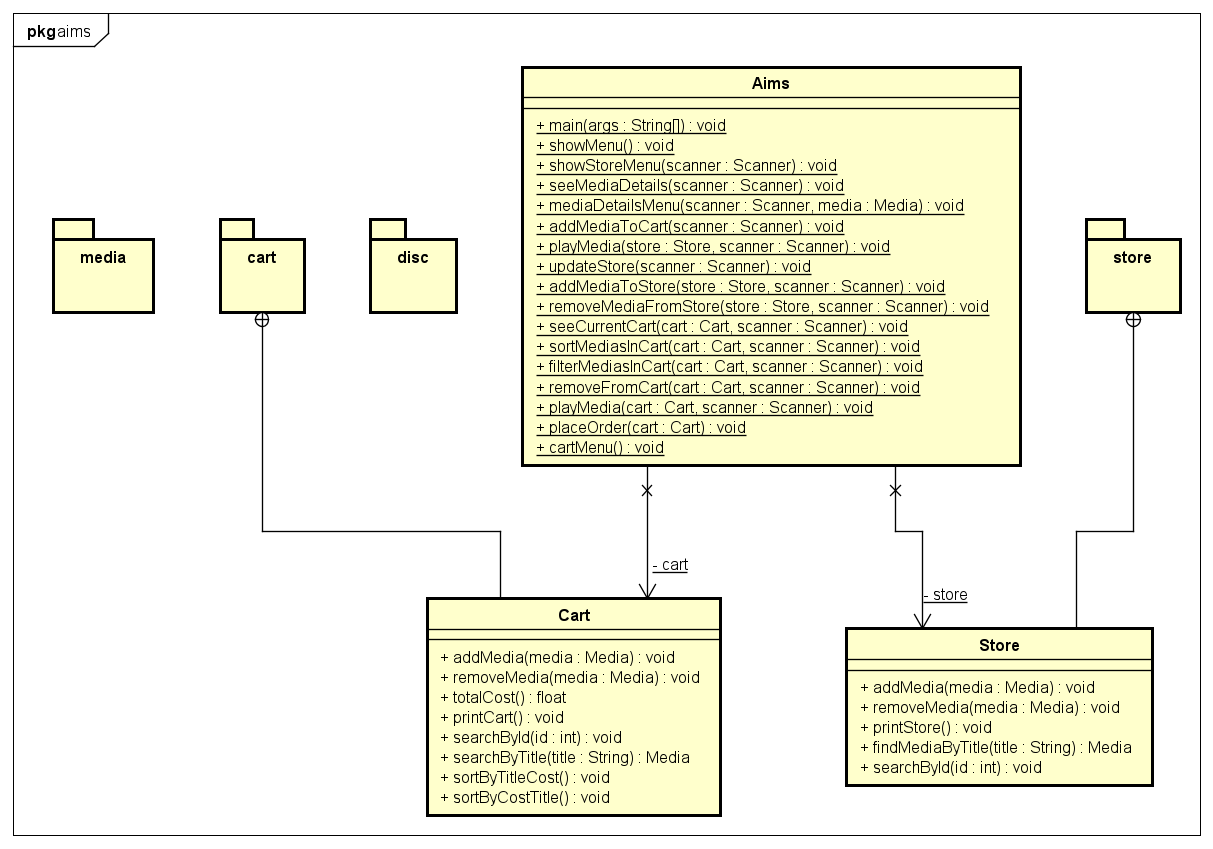 pkg aims
Aims
+ main(args : String[]) : void
+ showMenu() : void
+ showStoreMenu(scanner : Scanner) : void
+ seeMediaDetails(scanner : Scanner) : void
+ mediaDetailsMenu(scanner : Scanner, media : Media) : void
+ addMediaToCart(scanner : Scanner) : void
+ playMedia(store : Store, scanner : Scanner) : void
+ updateStore(scanner : Scanner) : void
+ addMediaToStore(store : Store, scanner : Scanner) : void
+ removeMediaFromStore(store : Store, scanner : Scanner) : void
+ seeCurrentCart(cart : Cart, scanner : Scanner) : void
+ sortMediasInCart(cart : Cart, scanner : Scanner) : void
+ filterMediasInCart(cart : Cart, scanner : Scanner) : void
+ removeFromCart(cart : Cart, scanner : Scanner) : void
+ playMedia(cart : Cart, scanner : Scanner) : void
+ placeOrder(cart : Cart) : void
+ cartMenu() : void
media
cart
disc
store
- cart
- store
Cart
+ addMedia(media : Media) : void
+ removeMedia(media : Media) : void
+ totalCost() : float
+ printCart() : void
+ searchById(id : int) : void
+ searchByTitle(title : String) : Media
+ sortByTitleCost() : void
+ sortByCostTitle() : void
Store
+ addMedia(media : Media) : void
+ removeMedia(media : Media) : void
+ printStore() : void
+ findMediaByTitle(title : String) : Media
+ searchById(id : int) : void